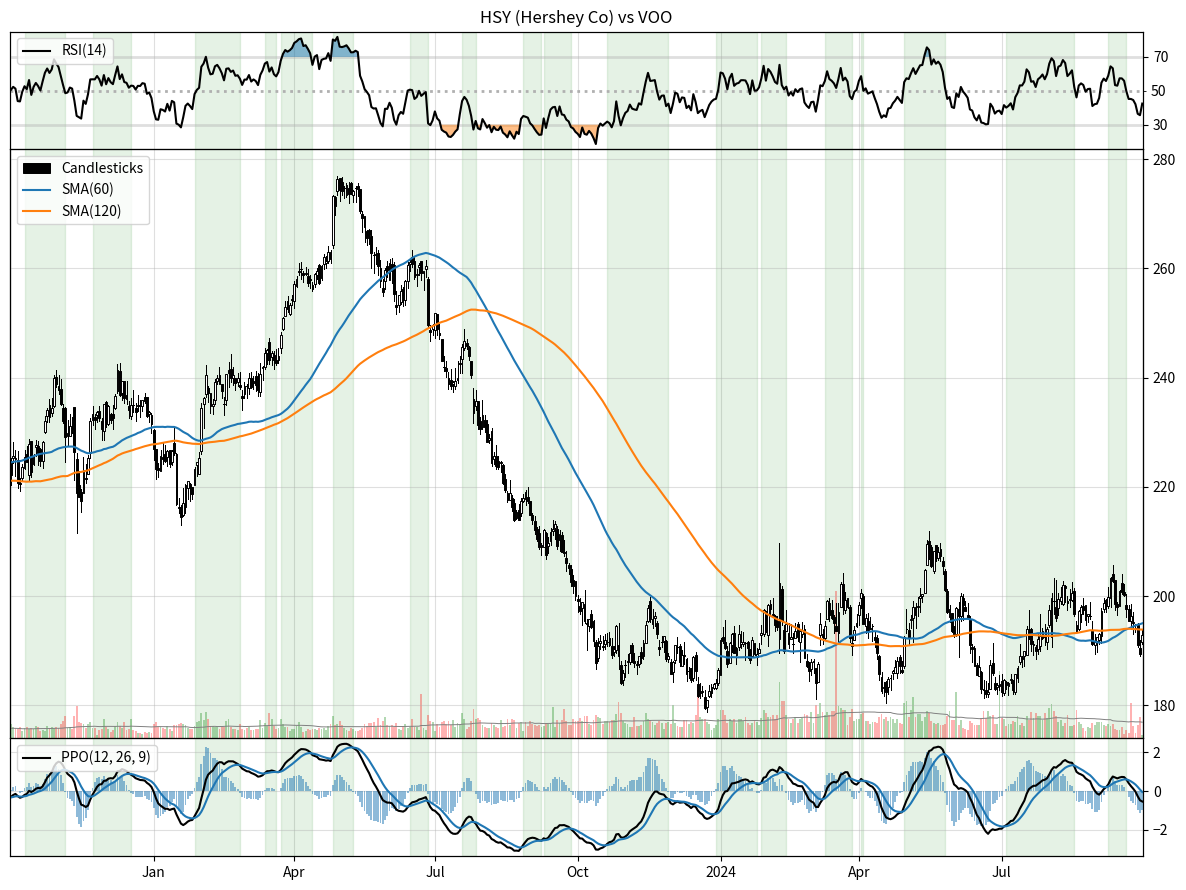 HSY (Hershey Co) vs VOO
RSI(14)
70
50
30
Candlesticks
SMA(60)
SMA(120)
280
260
240
220
200
180
PPO(12, 26, 9)
2
0
−2
Jan Apr Jul Oct 2024 Apr Jul